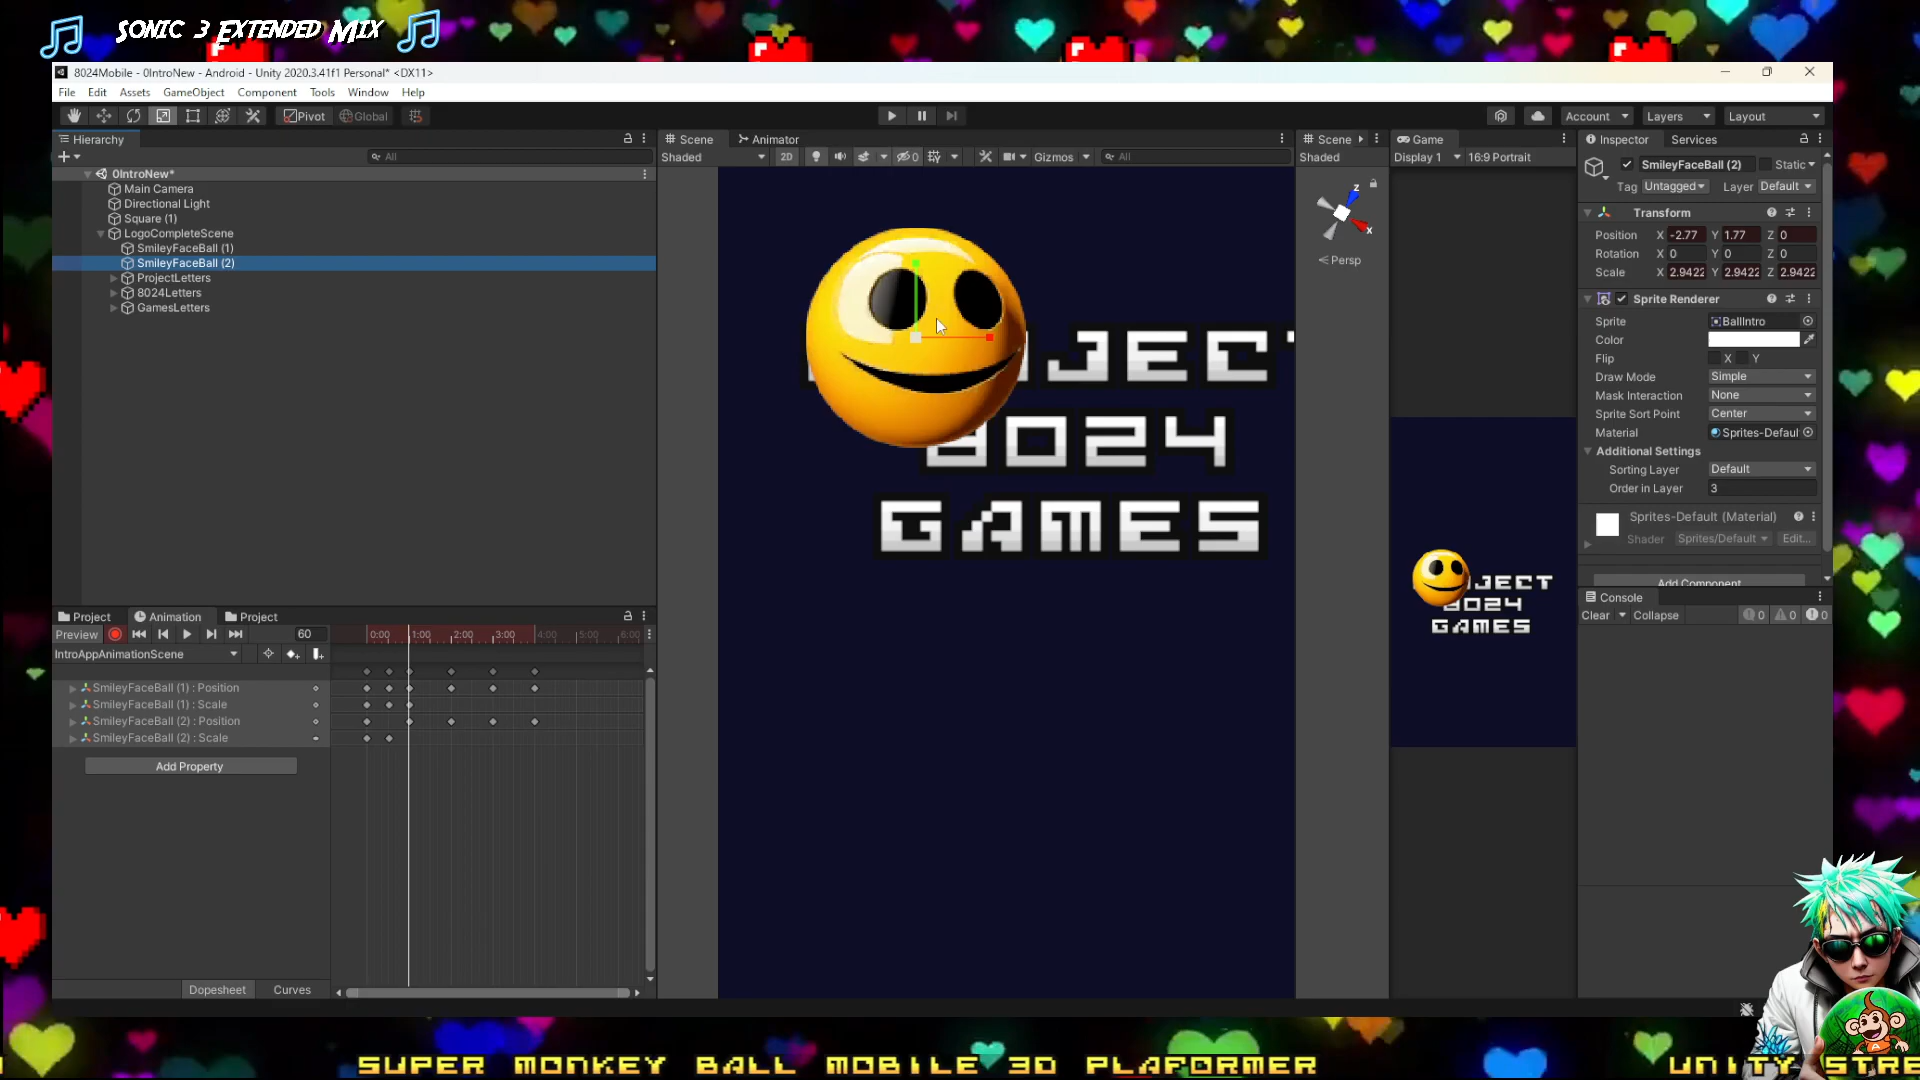 SONIC 3 EXTENDED MIX
8024Mobile - 0IntroNew - Android - Unity 2020.3.41f1 Personal* <DX11>
File Edit Assets GameObject Component Tools Window Help
Pivot Global
Account Layers Layout
Hierarchy
All
0IntroNew*
Main Camera
Directional Light
Square (1)
LogoCompleteScene
SmileyFaceBall (1)
SmileyFaceBall (2)
ProjectLetters
8024Letters
GamesLetters
Scene Animator
Shaded 2D 0 Gizmos All
JECT
8024
GAMES
Scene
Shaded
z
x
Persp
Game
Display 1 16:9 Portrait
JECT
8024
GAMES
Inspector Services
SmileyFaceBall (2) Static
Tag Untagged Layer Default
Transform
Position X -2.77 Y 1.77 Z 0
Rotation X 0 Y 0 Z 0
Scale X 2.9422 Y 2.9422 Z 2.9422
Sprite Renderer
Sprite BallIntro
Color
Flip X Y
Draw Mode Simple
Mask Interaction None
Sprite Sort Point Center
Material Sprites-Defaul
Additional Settings
Sorting Layer Default
Order in Layer 3
Sprites-Default (Material)
Shader Sprites/Default Edit...
Add Component
Console
Clear Collapse 0 0 0
Project Animation Project
Preview 60
0:00 1:00 2:00 3:00 4:00 5:00 6:00
IntroAppAnimationScene
SmileyFaceBall (1) : Position
SmileyFaceBall (1) : Scale
SmileyFaceBall (2) : Position
SmileyFaceBall (2) : Scale
Add Property
Dopesheet Curves
SUPER MONKEY BALL MOBILE 3D PLAFORMER UNITY STRE